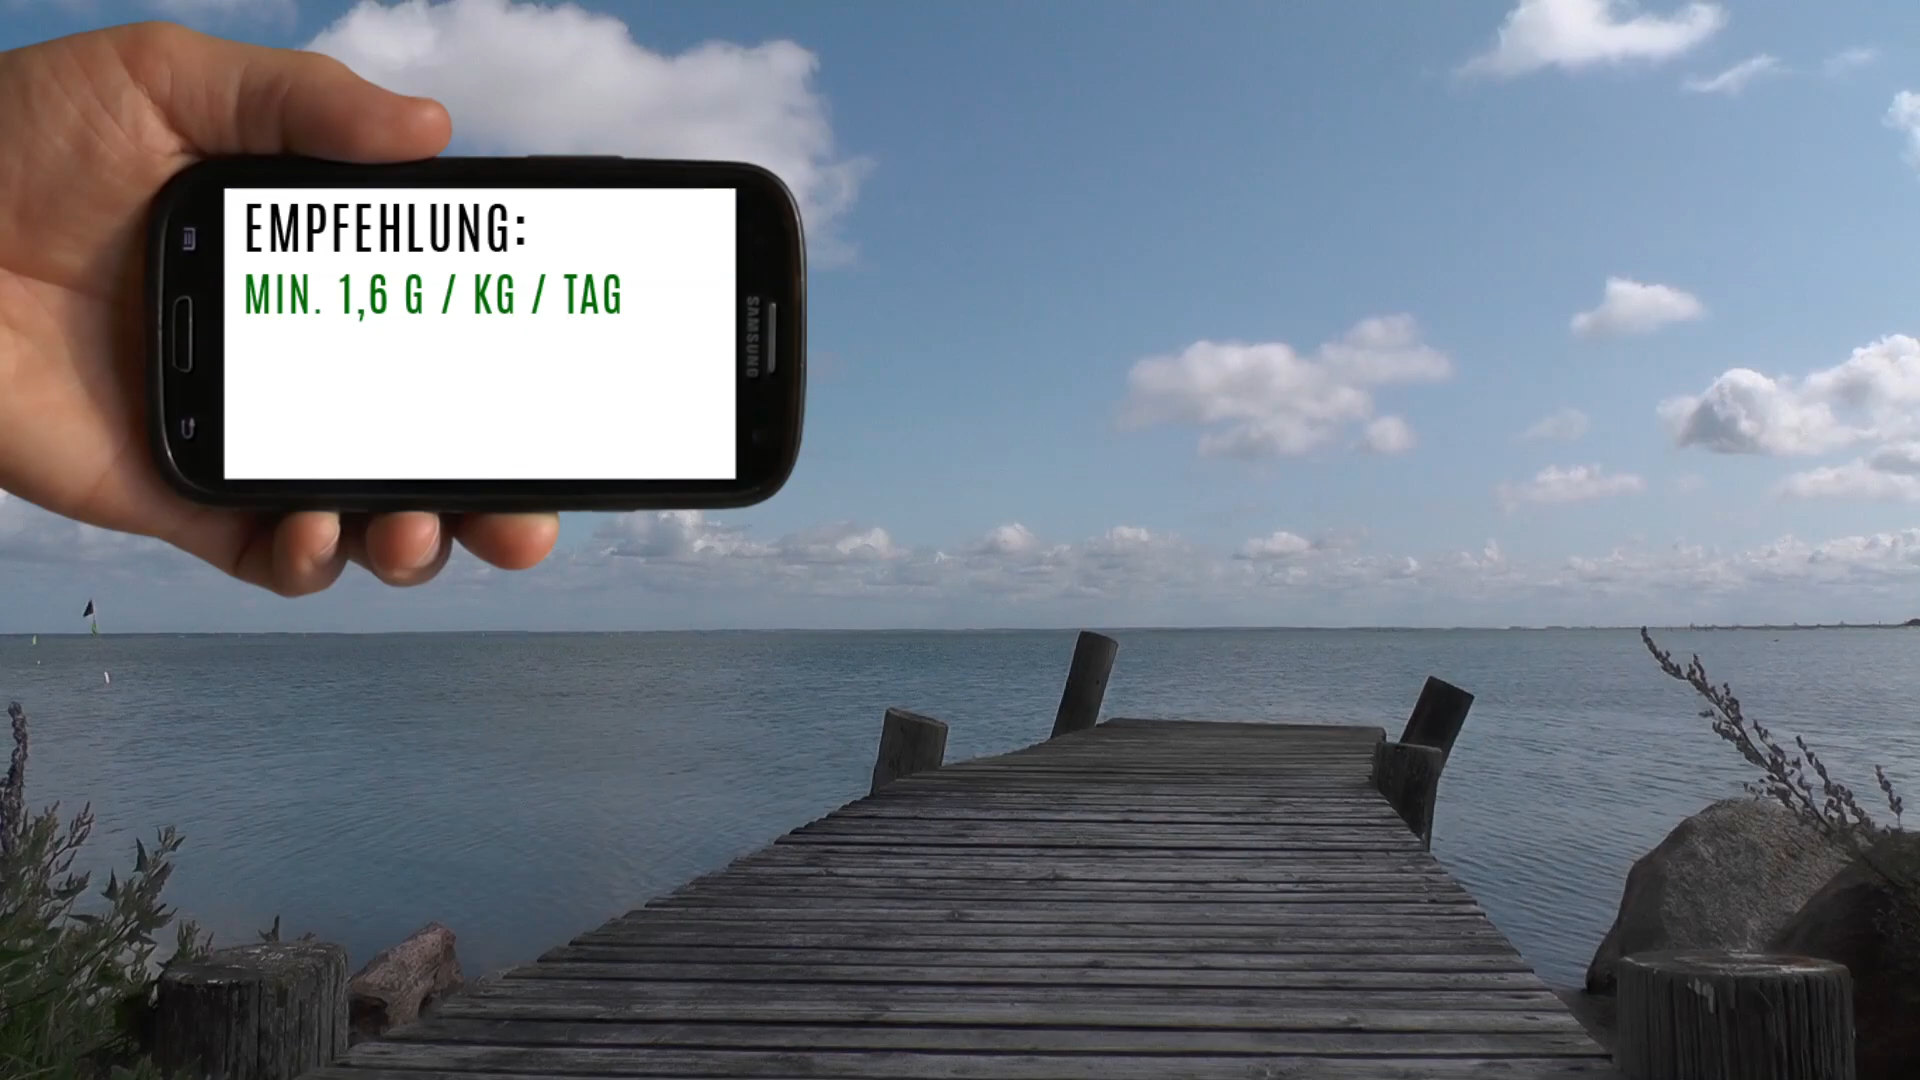 EMPFEHLUNG:
MIN. 1,6 G / KG / TAG
SAMSUNG